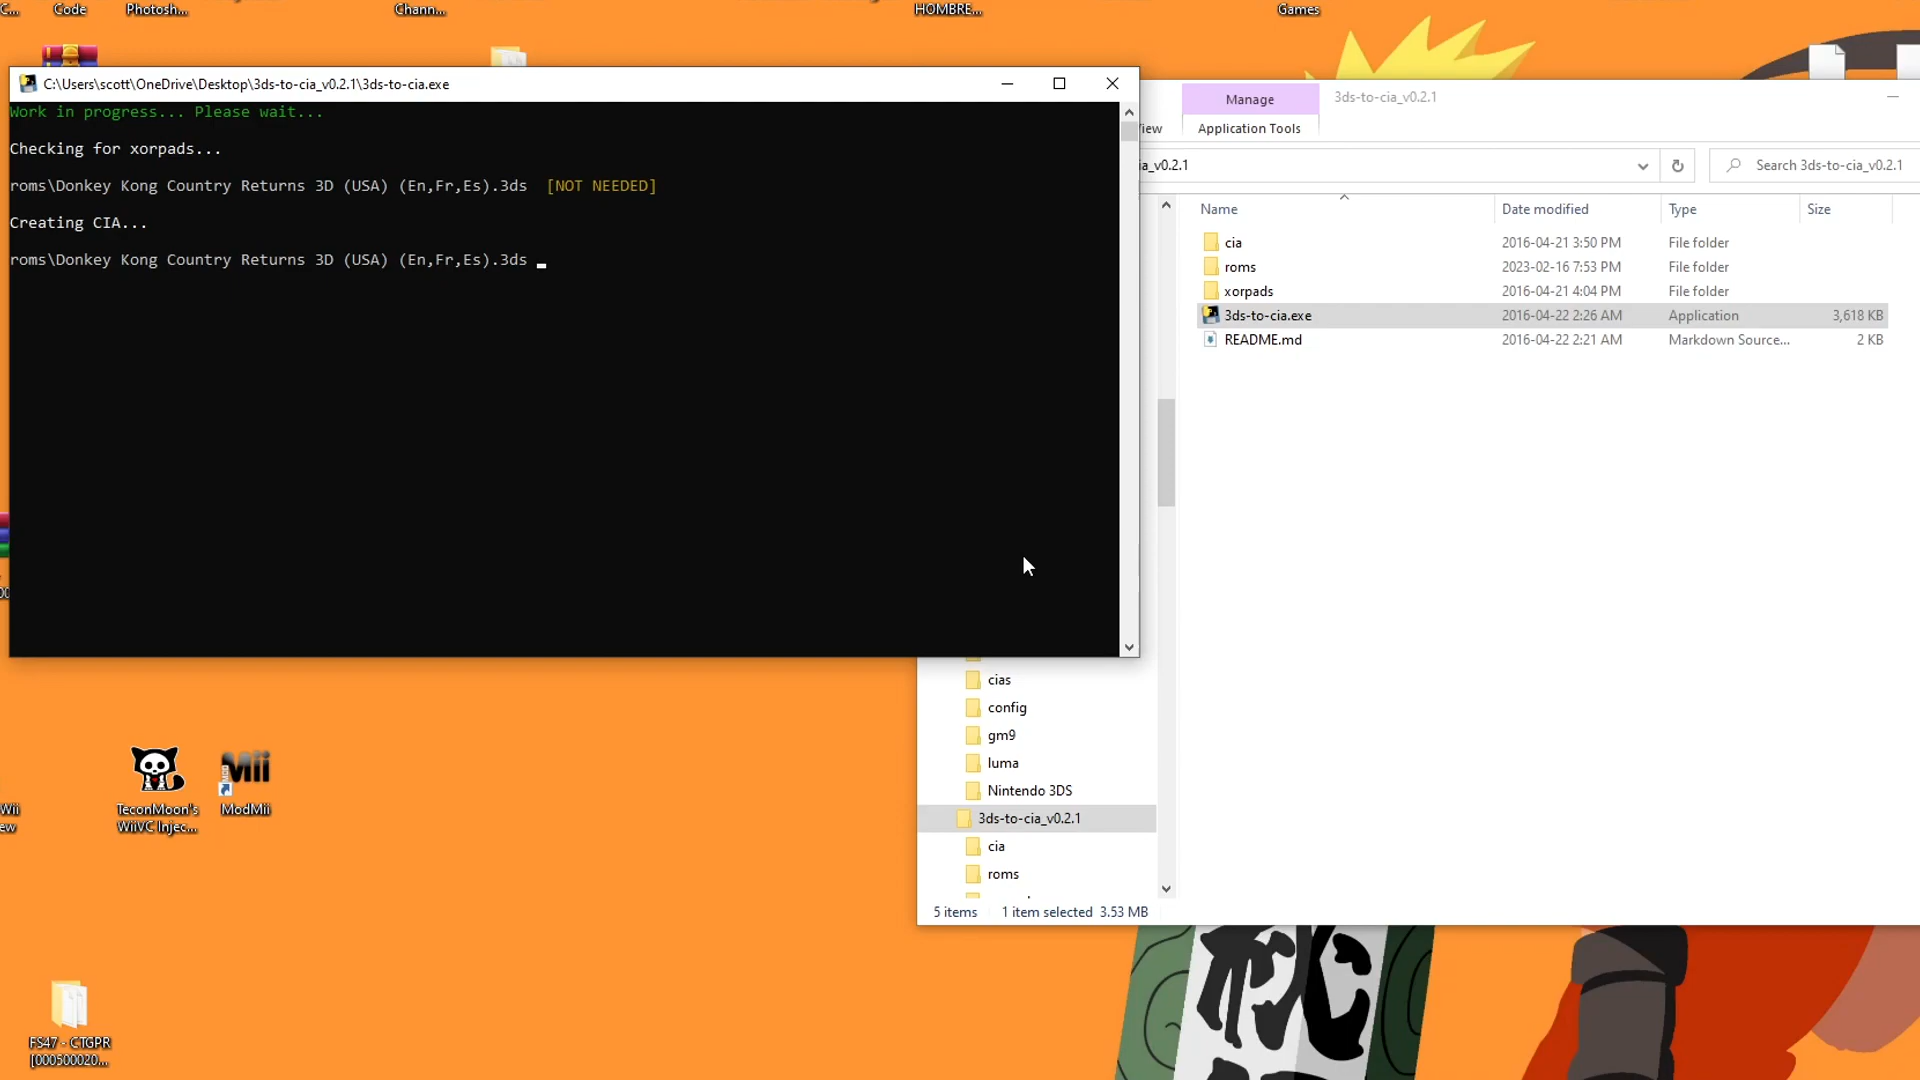 C...
Code
Photosh...
Chann...
HOMBRE...
Games
C:\Users\scott\OneDrive\Desktop\3ds-to-cia_v0.2.1\3ds-to-cia.exe
Work in progress... Please wait...
Checking for xorpads...
roms\Donkey Kong Country Returns 3D (USA) (En,Fr,Es).3ds [NOT NEEDED]
Creating CIA...
roms\Donkey Kong Country Returns 3D (USA) (En,Fr,Es).3ds
Manage
3ds-to-cia_v0.2.1
View
Application Tools
ia_v0.2.1
Search 3ds-to-cia_v0.2.1
Name Date modified Type Size
cia 2016-04-21 3:50 PM File folder
roms 2023-02-16 7:53 PM File folder
xorpads 2016-04-21 4:04 PM File folder
3ds-to-cia.exe 2016-04-22 2:26 AM Application 3,618 KB
README.md 2016-04-22 2:21 AM Markdown Source... 2 KB
cias
config
gm9
luma
Nintendo 3DS
3ds-to-cia_v0.2.1
cia
roms
5 items 1 item selected 3.53 MB
Wii
ew
TeconMoon's
WiiVC Injec...
Mii
ModMii
FS47 - CTGPR
[000500020...